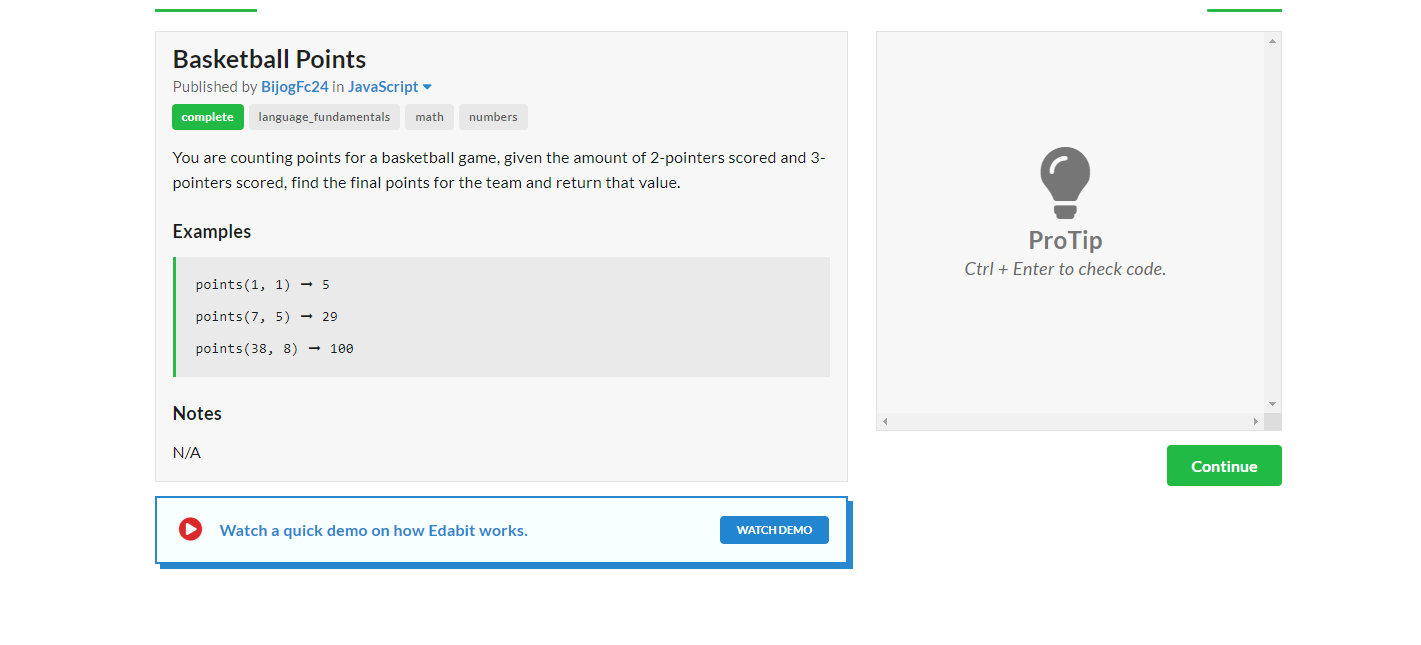 Basketball Points
Published by BijogFc24 in JavaScript
complete language_fundamentals math numbers
You are counting points for a basketball game, given the amount of 2-pointers scored and 3-
pointers scored, find the final points for the team and return that value.
Examples
points(1, 1) ➞ 5
points(7, 5) ➞ 29
points(38, 8) ➞ 100
Notes
N/A
Watch a quick demo on how Edabit works.
WATCH DEMO
ProTip
Ctrl + Enter to check code.
Continue